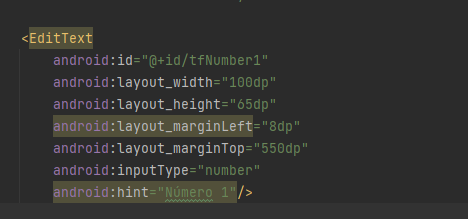 <EditText
android:id="@+id/tfNumber1"
android:layout_width="100dp"
android:layout_height="65dp"
android:layout_marginLeft="8dp"
android:layout_marginTop="550dp"
android:inputType="number"
android:hint="Número 1"/>